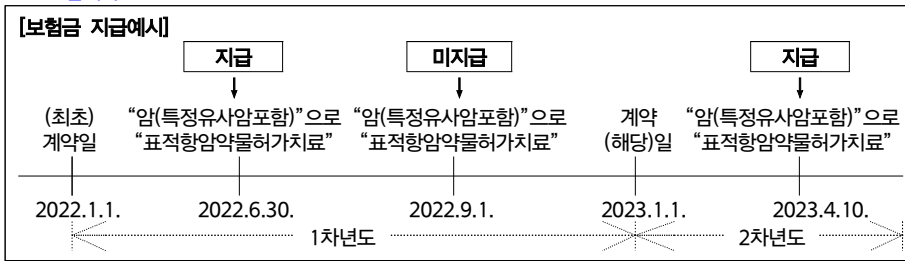 [보험금 지급예시]
지급 미지급 지급
(최초) "암(특정유사암포함)"으로 "암(특정유사암포함)"으로 계약 "암(특정유사암포함)"으로
계약일 "표적항암약물허가치료" "표적항암약물허가치료" (해당)일 "표적항암약물허가치료"
2022.1.1. 2022.6.30. 2022.9.1. 2023.1.1. 2023.4.10.
1차년도 2차년도